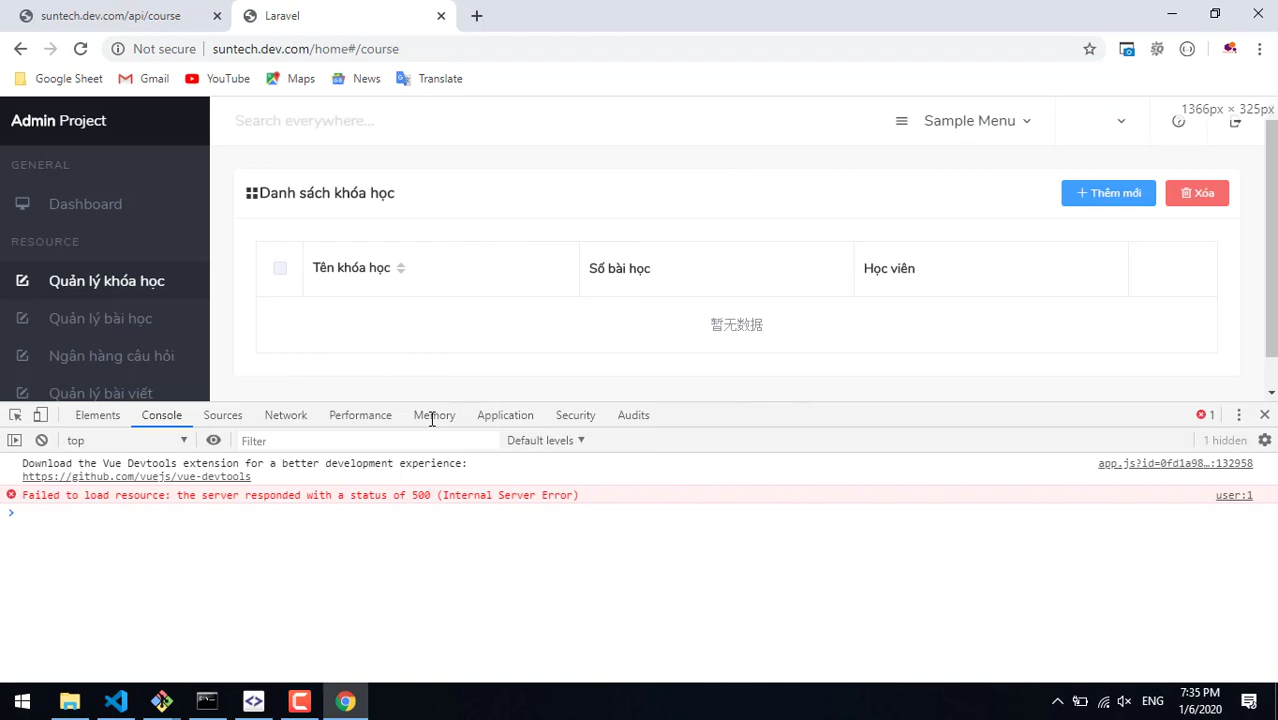 suntech.dev.com/api/course
Laravel
Not secure
suntech.dev.com/home#/course
Google Sheet
Gmail
YouTube
Maps
News
Translate
1366px × 325px
Admin Project
Search everywhere...
Sample Menu
GENERAL
Dashboard
RESOURCE
Quản lý khóa học
Quản lý bài học
Ngân hàng câu hỏi
Quản lý bài viết
Danh sách khóa học
Thêm mới
Xóa
Tên khóa học
Số bài học
Học viên
暂无数据
Elements
Console
Sources
Network
Performance
Memory
Application
Security
Audits
1
top
Filter
Default levels
1 hidden
Download the Vue Devtools extension for a better development experience:
app.js?id=0fd1a98…:132958
https://github.com/vuejs/vue-devtools
Failed to load resource: the server responded with a status of 500 (Internal Server Error)
user:1
ENG
7:35 PM
1/6/2020